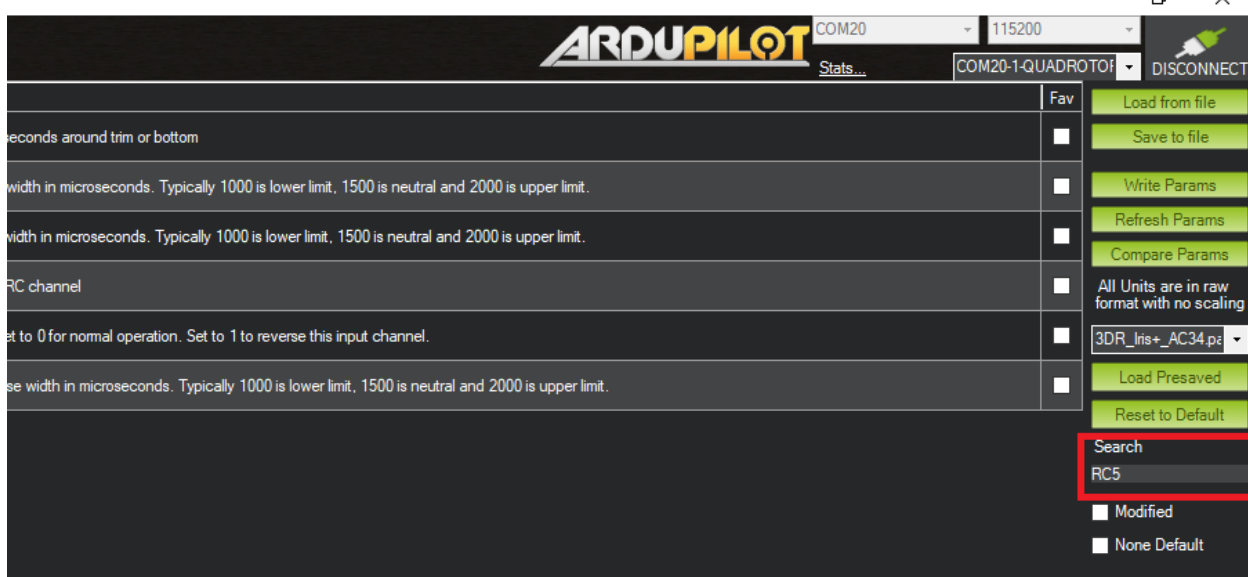 ARDUPILOT
COM20
115200
Stats...
COM20-1-QUADROTOR
DISCONNECT
Fav
Load from file
seconds around trim or bottom
Save to file
width in microseconds. Typically 1000 is lower limit, 1500 is neutral and 2000 is upper limit.
Write Params
Refresh Params
width in microseconds. Typically 1000 is lower limit, 1500 is neutral and 2000 is upper limit.
Compare Params
RC channel
All Units are in raw
format with no scaling
et to 0 for normal operation. Set to 1 to reverse this input channel.
3DR_Iris+_AC34.pa
se width in microseconds. Typically 1000 is lower limit, 1500 is neutral and 2000 is upper limit.
Load Presaved
Reset to Default
Search
RC5
Modified
None Default